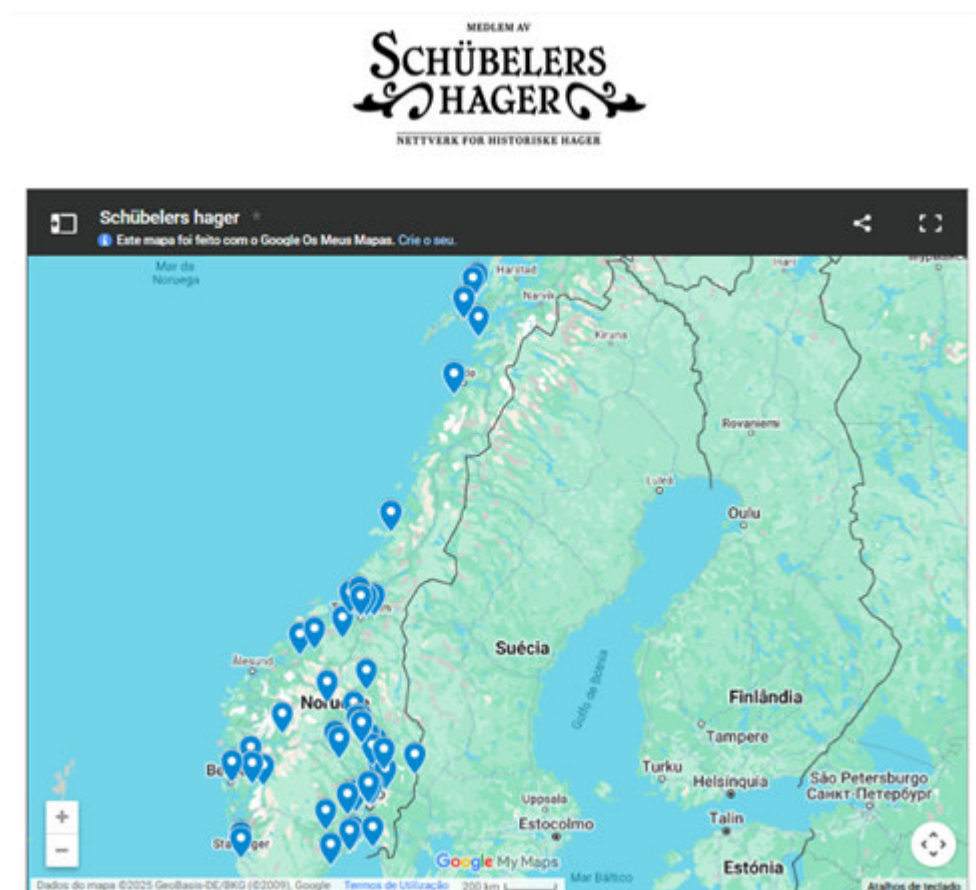 MEDLEM AV
SCHÜBELERS
HAGER
NETTVERK FOR HISTORISKE HAGER
Schübelers hager
Este mapa foi feito com o Google Os Meus Mapas. Crie o seu.
Mar da
Noruega
Harstad
Narvik
Kiruna
Rovaniemi
Luleå
Oulu
Suécia
Ålesund
Golfo de Bótnia
Finlândia
Tampere
Turku
Helsínquia
São Petersburgo
Санкт-Петербург
Uppsala
Estocolmo
Talin
Google My Maps
Estónia
Mar Báltico
Dados do mapa ©2025 GeoBasis-DE/BKG (©2009), Google
Termos de Utilização
200 km
Atalhos de teclado